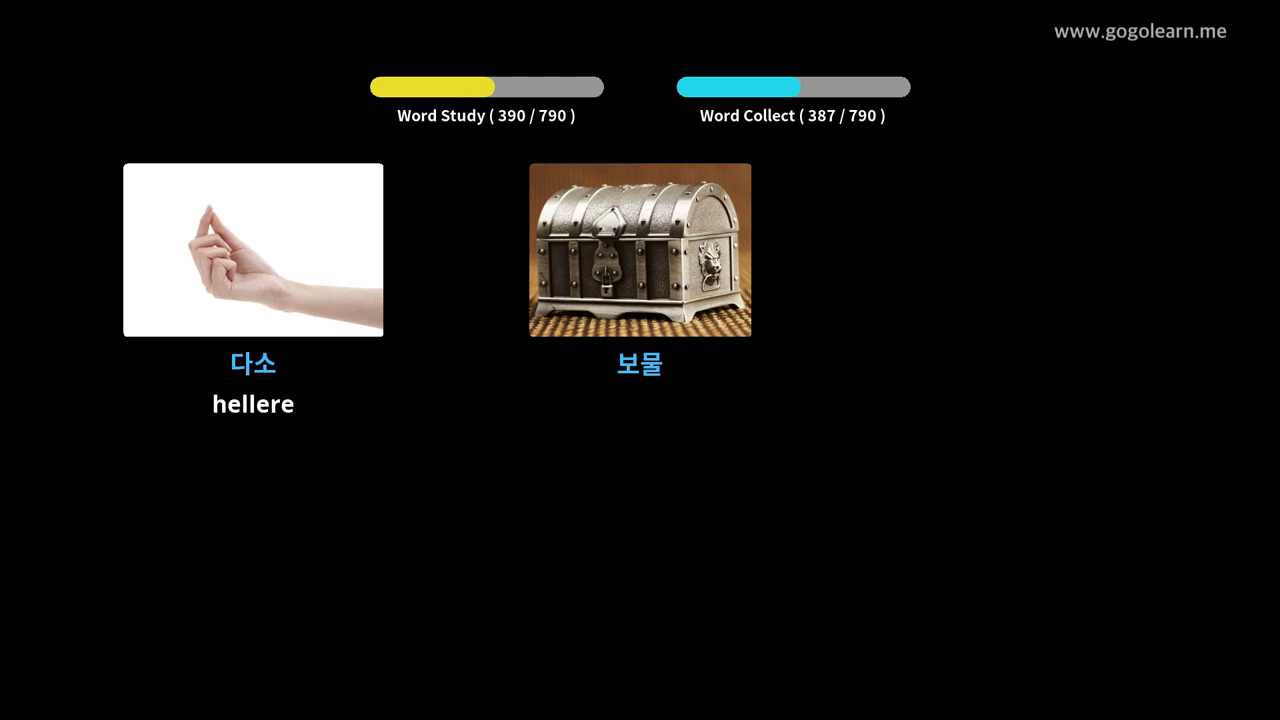 www.gogolearn.me
Word Study ( 390 / 790 )
Word Collect ( 387 / 790 )
다소
보물
hellere